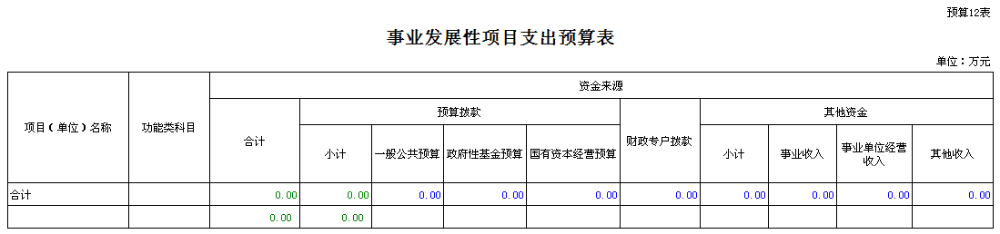 预算12表
事业发展性项目支出预算表
单位：万元
项目（单位）名称 功能类科目 资金来源
合计 预算拨款 财政专户拨款 其他资金
小计 一般公共预算 政府性基金预算 国有资本经营预算 小计 事业收入 事业单位经营收入 其他收入
合计 0.00 0.00 0.00 0.00 0.00 0.00 0.00 0.00 0.00 0.00
0.00 0.00